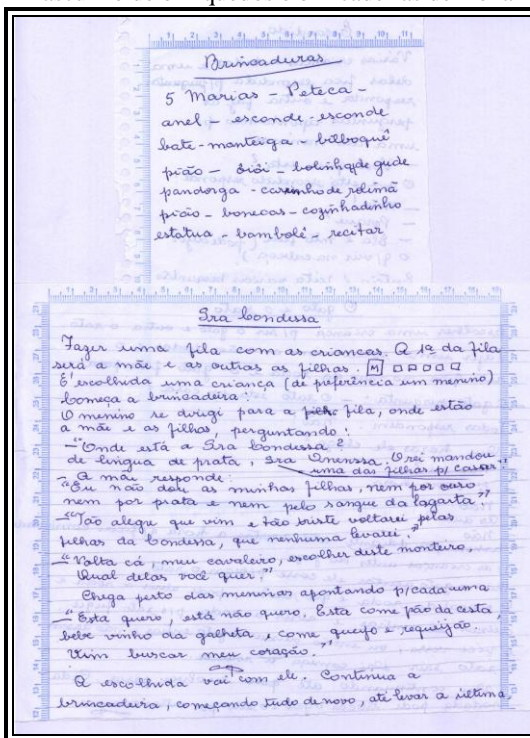 Brincadeiras
5 Marias - Peteca -
anel - esconde-esconde
bate-manteiga - bilboquê
pião - bolinha de gude
pandorga - carrinho de rolimã
pião - bonecas - cozinhadinho
estatua - bambolê - recitar
Sra Condessa
Fazer uma fila com as crianças. A 1ª da fila
será a mãe e as outras as filhas. M
É escolhida uma criança (de preferência um menino)
Começa a brincadeira:
O menino se dirigi para a fila, onde estão
a mãe e as filhas, perguntando:
- "Onde está a Sra Condessa?
de língua de prata, Sra O rei mandou
uma das filhas p/ casar"
- A mãe responde:
"Eu não dou as minhas filhas, nem por ouro
nem por prata e nem pelo sangue da lagarta"
- "Tão alegre que vim e tão triste voltarei, pelas
filhas da Condessa, que nenhuma levarei."
- "Volta cá, meu cavaleiro, escolher deste monteiro,
Qual delas você quer."
Chega perto das meninas apontando p/ cada uma
- "Esta quero, está não quero. Esta come pão da cesta,
bebe vinho da galheta, come queijo e requeijão.
Vim buscar meu coração."
A escolhida vai com ele. Continua a
brincadeira, começando tudo de novo, até levar a última.